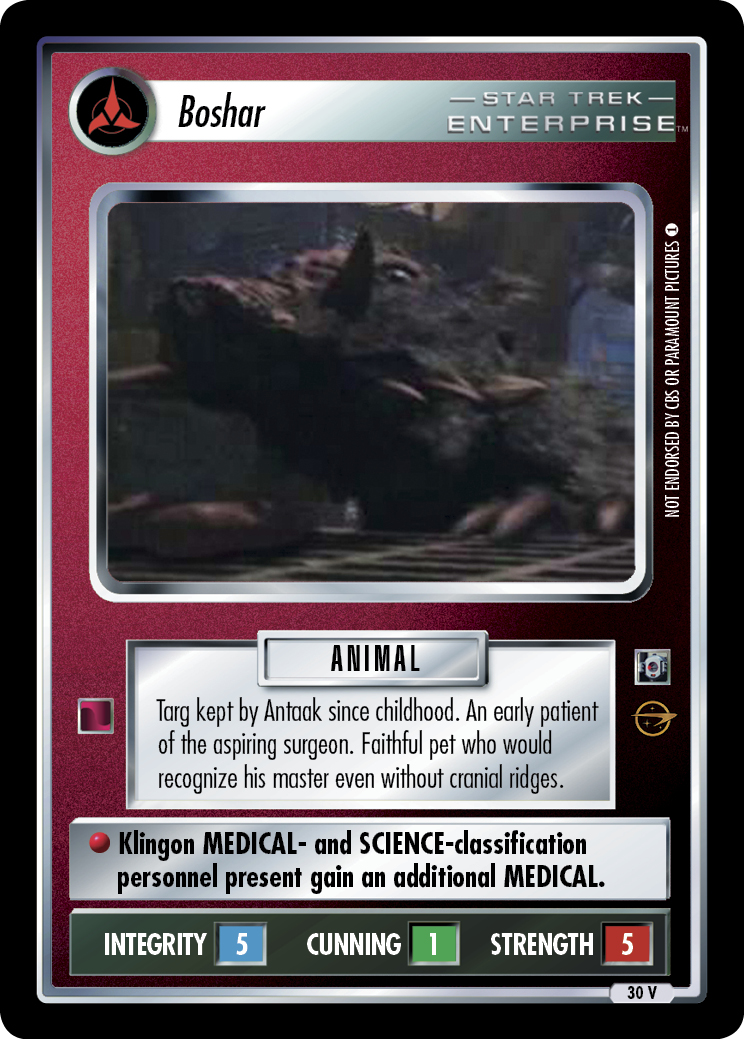 Boshar
— STAR TREK —
ENTERPRISE™
NOT ENDORSED BY CBS OR PARAMOUNT PICTURES 1
ANIMAL
Targ kept by Antaak since childhood. An early patient
of the aspiring surgeon. Faithful pet who would
recognize his master even without cranial ridges.
Klingon MEDICAL- and SCIENCE-classification
personnel present gain an additional MEDICAL.
INTEGRITY 5 CUNNING 1 STRENGTH 5
30 V